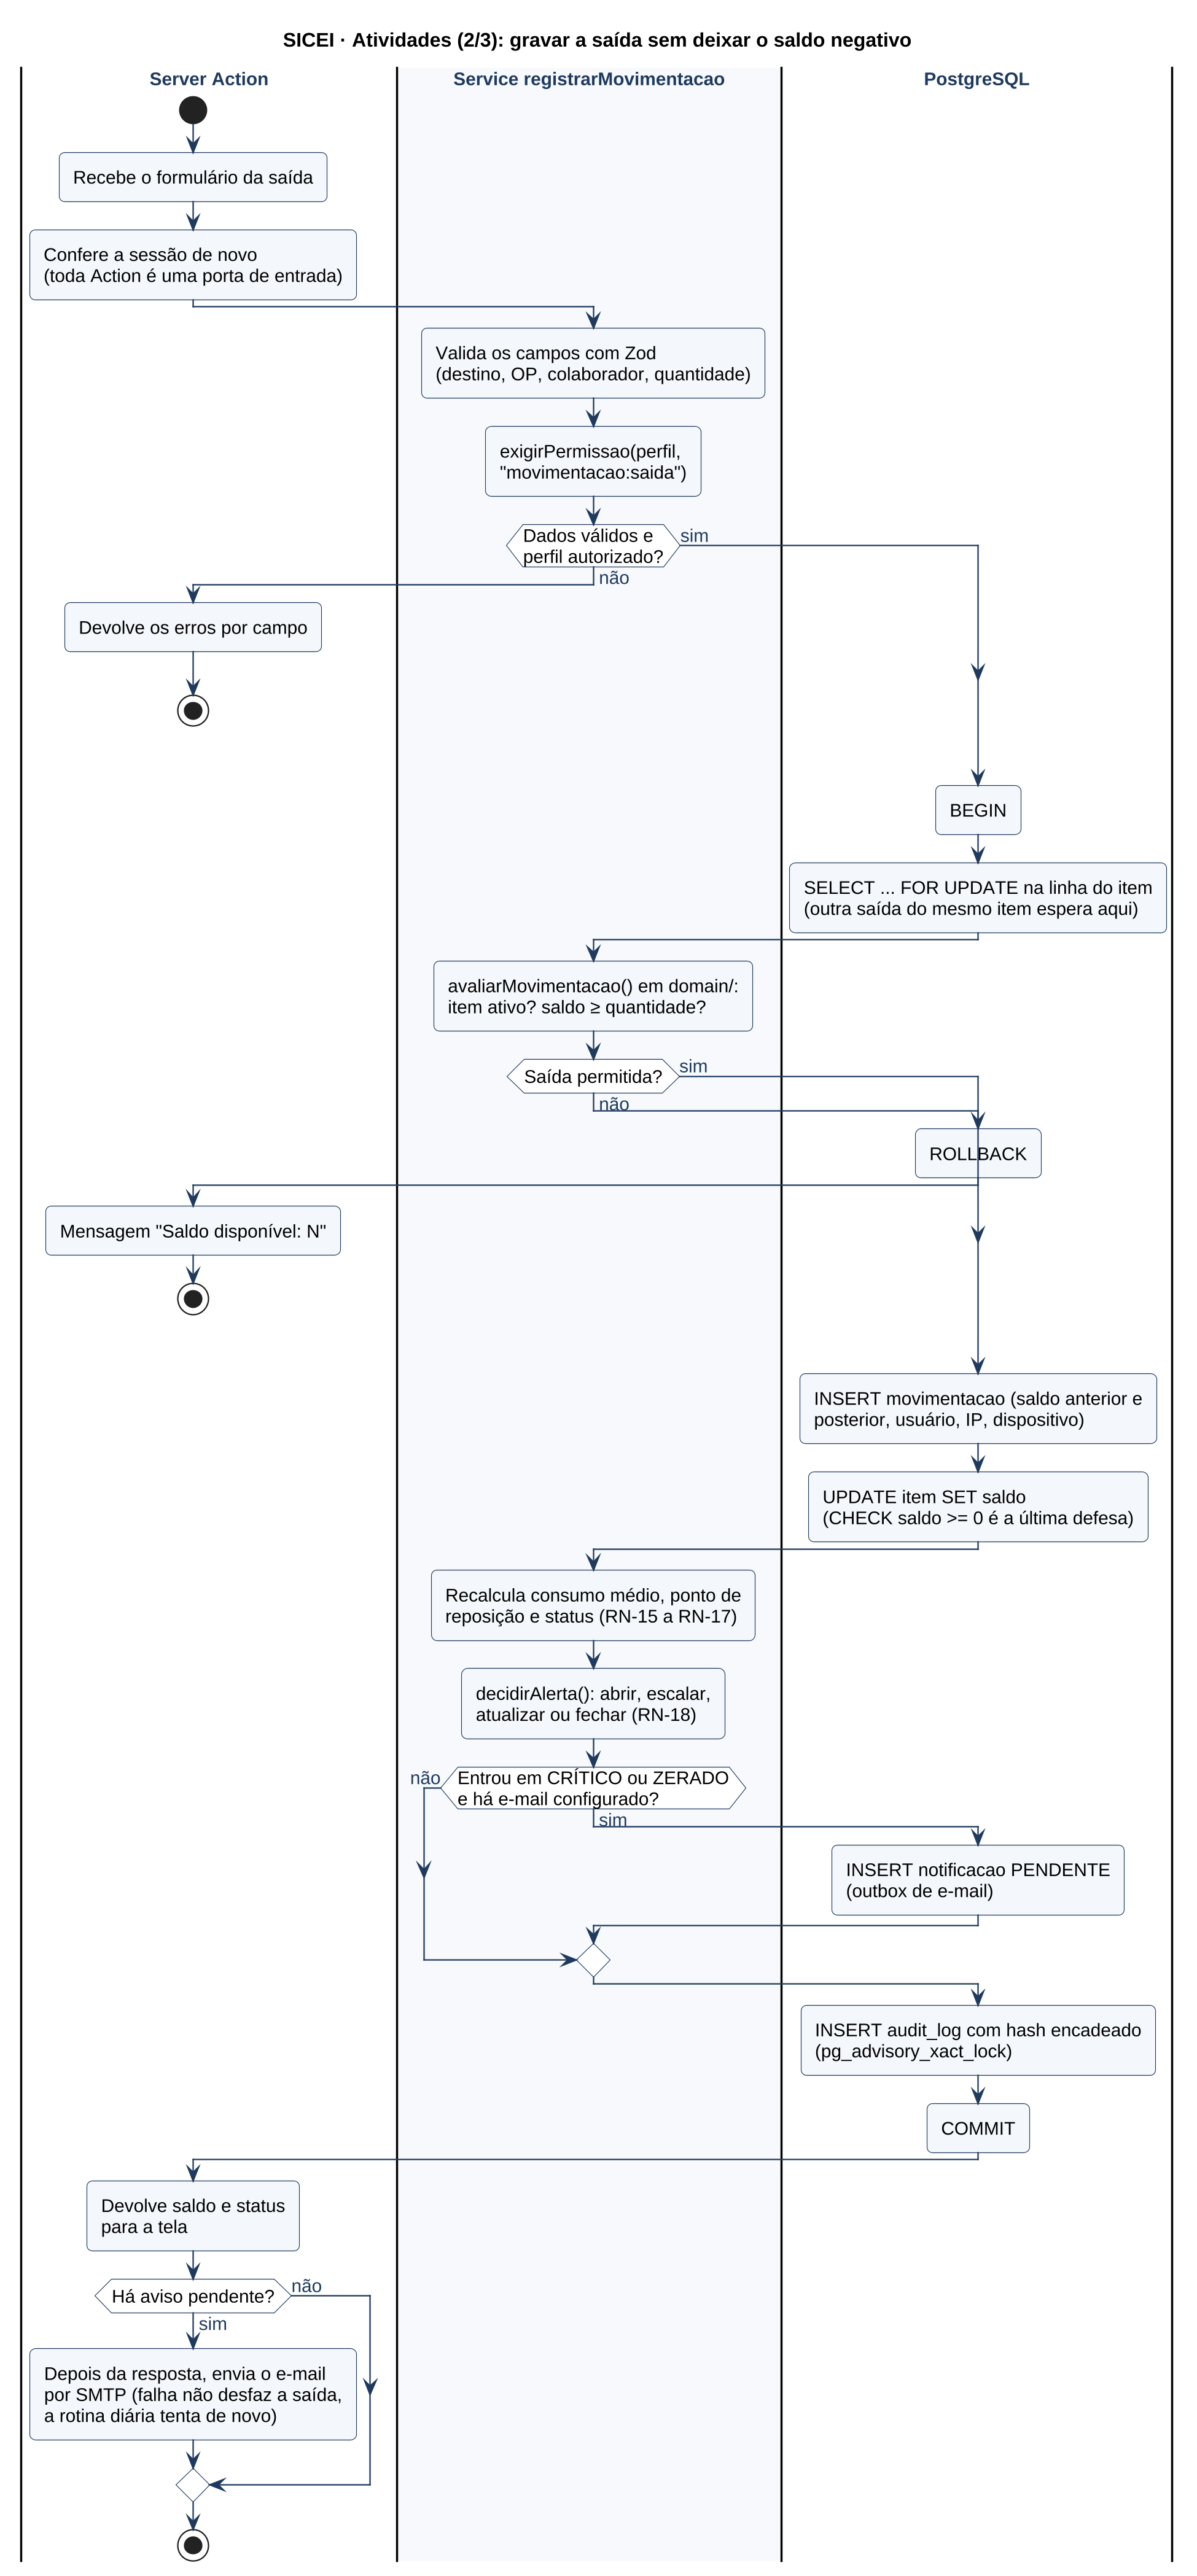 SICEI · Atividades (2/3): gravar a saída sem deixar o saldo negativo
Server Action
Service registrarMovimentacao
PostgreSQL
Recebe o formulário da saída
Confere a sessão de novo
(toda Action é uma porta de entrada)
Valida os campos com Zod
(destino, OP, colaborador, quantidade)
exigirPermissao(perfil,
"movimentacao:saida")
Dados válidos e
perfil autorizado?
sim
não
Devolve os erros por campo
BEGIN
SELECT ... FOR UPDATE na linha do item
(outra saída do mesmo item espera aqui)
avaliarMovimentacao() em domain/:
item ativo? saldo ≥ quantidade?
Saída permitida?
sim
não
ROLLBACK
Mensagem "Saldo disponível: N"
INSERT movimentacao (saldo anterior e
posterior, usuário, IP, dispositivo)
UPDATE item SET saldo
(CHECK saldo >= 0 é a última defesa)
Recalcula consumo médio, ponto de
reposição e status (RN-15 a RN-17)
decidirAlerta(): abrir, escalar,
atualizar ou fechar (RN-18)
não
Entrou em CRÍTICO ou ZERADO
e há e-mail configurado?
sim
INSERT notificacao PENDENTE
(outbox de e-mail)
INSERT audit_log com hash encadeado
(pg_advisory_xact_lock)
COMMIT
Devolve saldo e status
para a tela
Há aviso pendente?
não
sim
Depois da resposta, envia o e-mail
por SMTP (falha não desfaz a saída,
a rotina diária tenta de novo)